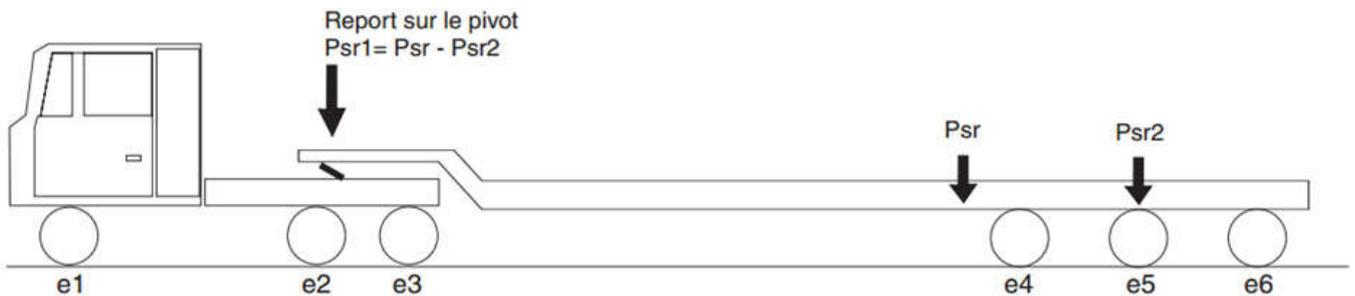 Report sur le pivot
Psr1= Psr - Psr2
Psr
Psr2
e1
e2
e3
e4
e5
e6